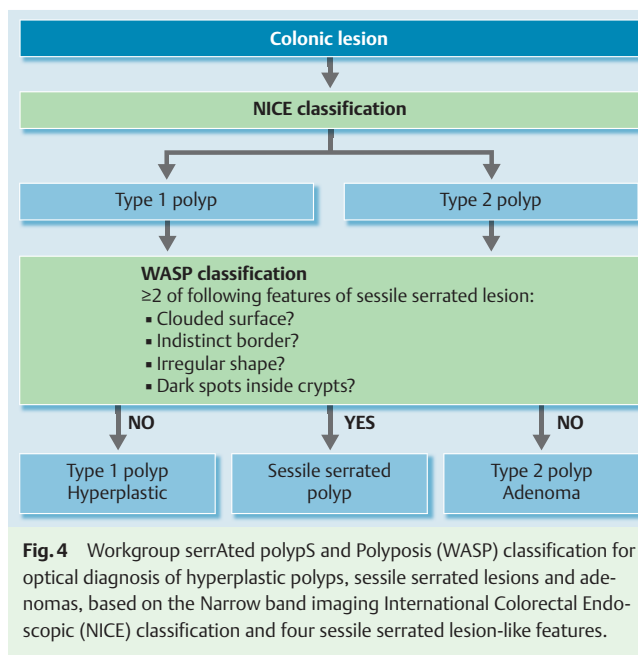 Colonic lesion
NICE classification
Type 1 polyp
Type 2 polyp
WASP classification
≥2 of following features of sessile serrated lesion:
▪ Clouded surface?
▪ Indistinct border?
▪ Irregular shape?
▪ Dark spots inside crypts?
NO
YES
NO
Type 1 polyp
Hyperplastic
Sessile serrated
polyp
Type 2 polyp
Adenoma
Fig. 4 Workgroup serrAted polypS and Polyposis (WASP) classification for
optical diagnosis of hyperplastic polyps, sessile serrated lesions and ade-
nomas, based on the Narrow band imaging International Colorectal Endo-
scopic (NICE) classification and four sessile serrated lesion-like features.